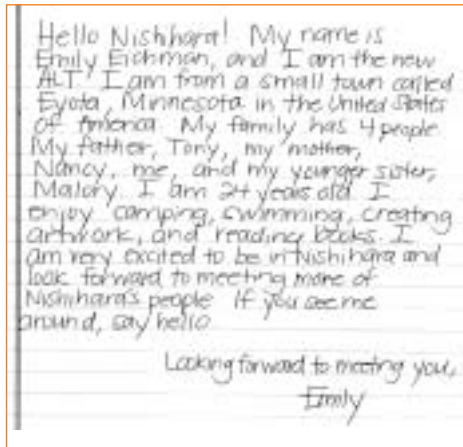 Hello Nishihara! My name is
Emily Eichman, and I am the new
ALT. I am from a small town called
Eyota, Minnesota in the United States
of America. My family has 4 people
My father, Tony, my mother,
Nancy, me, and my younger sister,
Malory. I am 24 years old. I
enjoy camping, swimming, creating
artwork, and reading books. I
am very excited to be in Nishihara and
look forward to meeting more of
Nishihara's people. If you see me
around, say hello.
Looking forward to meeting you,
Emily